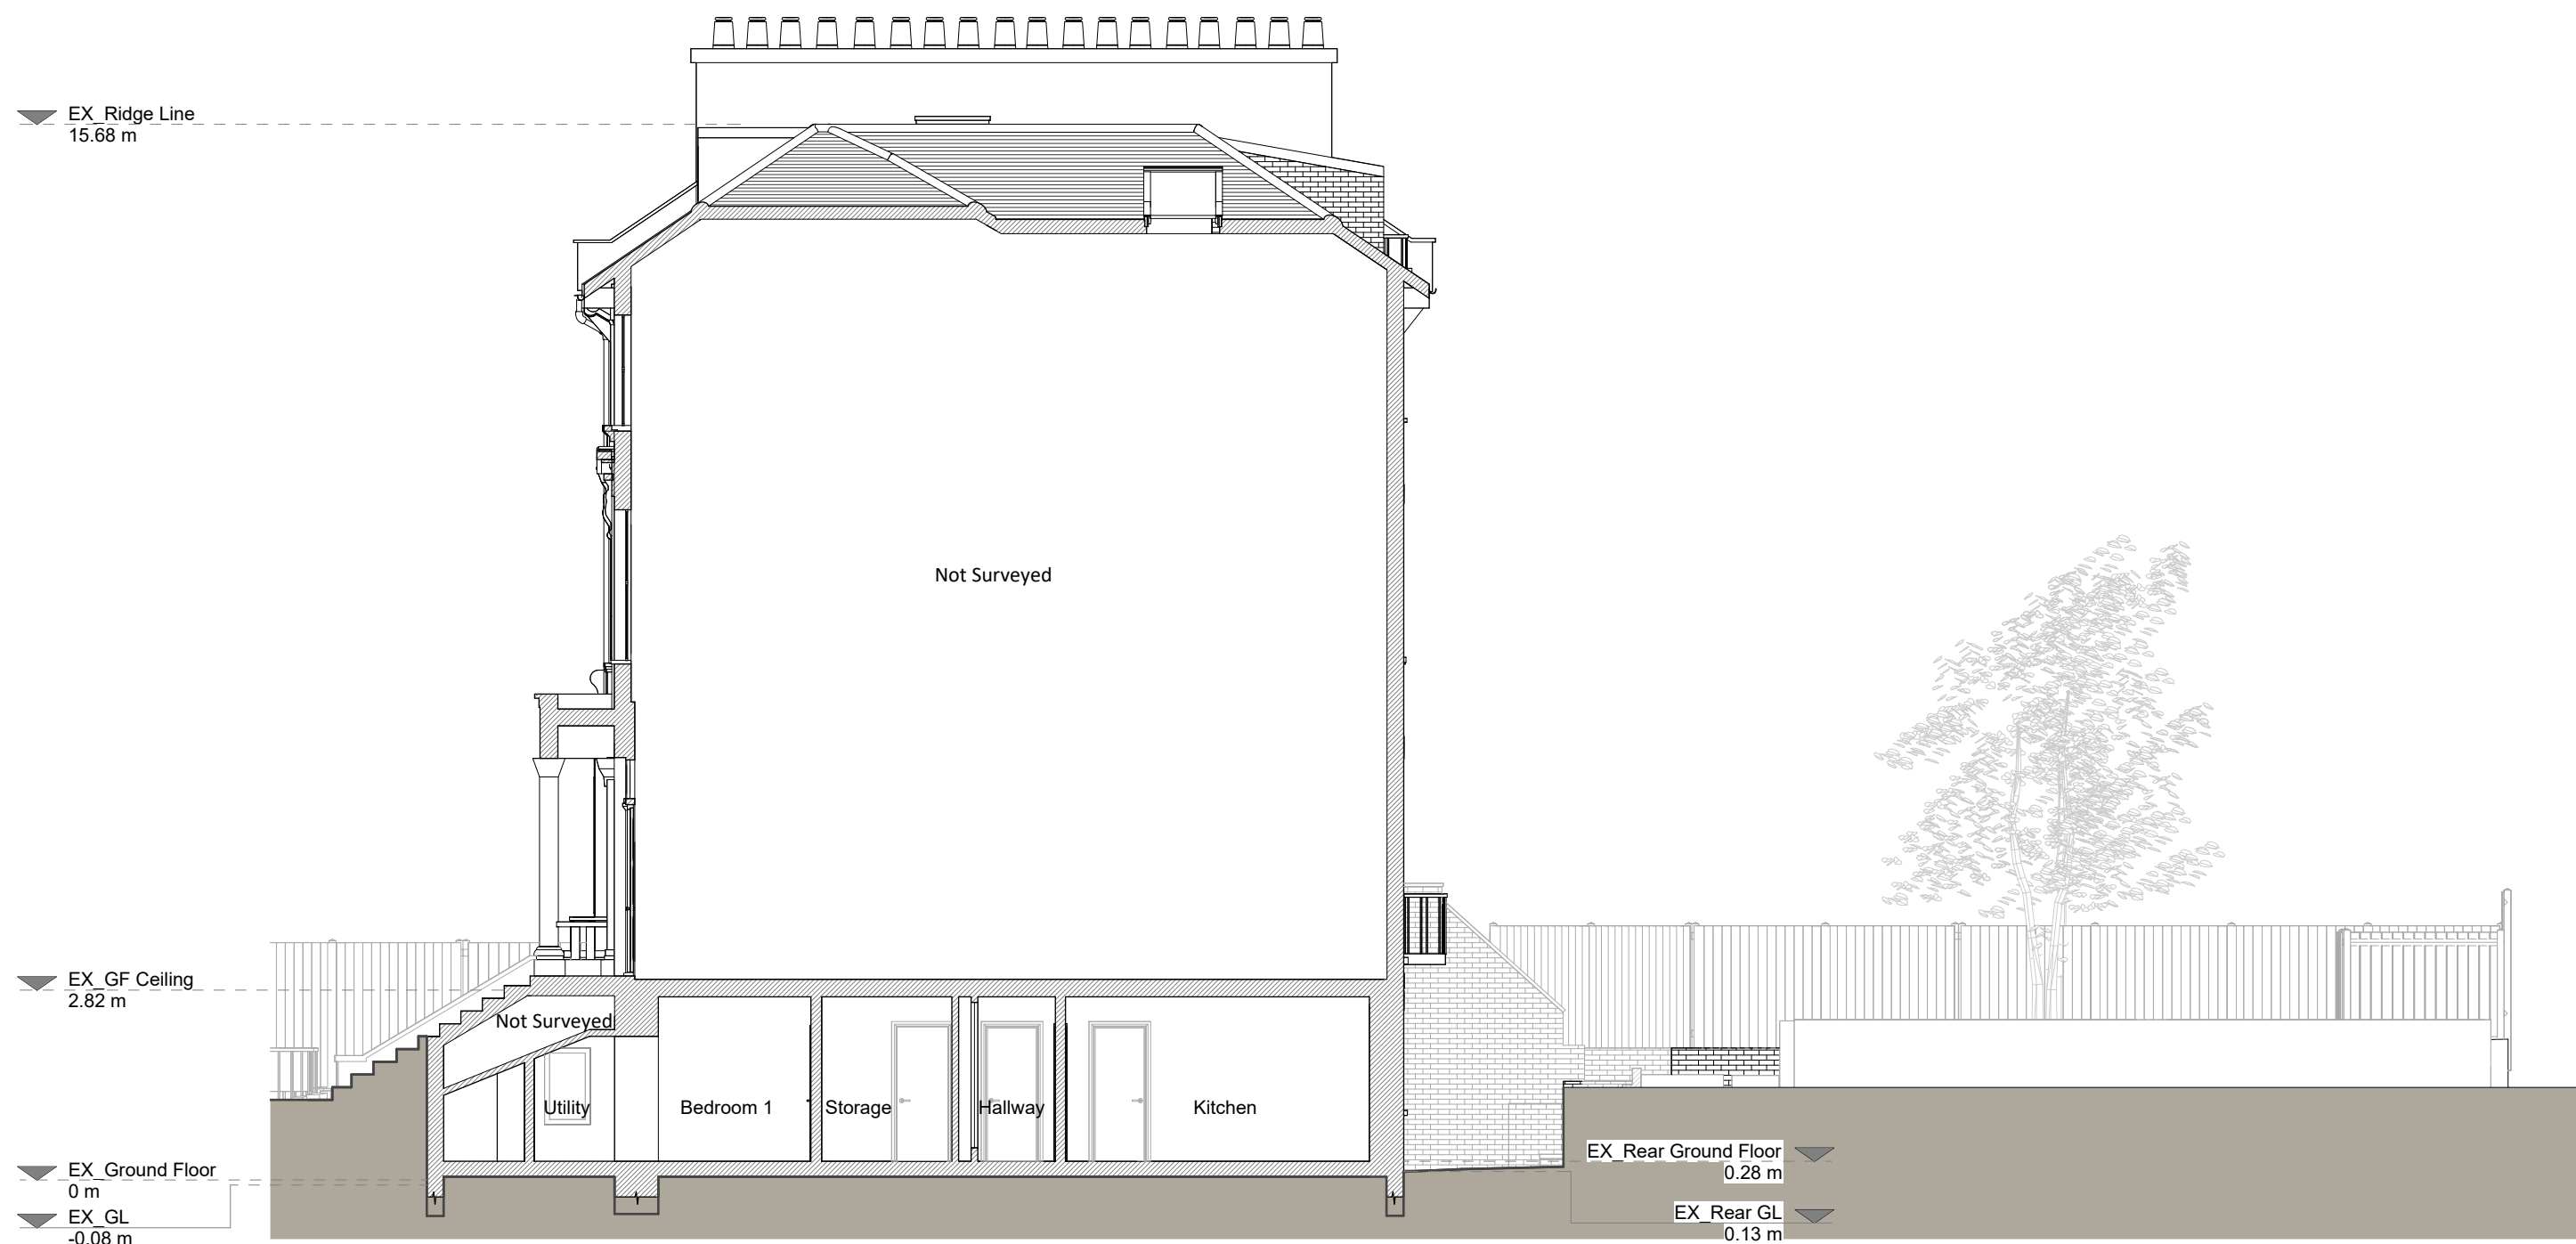 EX_Ridge Line
15.68 m
Not Surveyed
EX_GF Ceiling
2.82 m
Not Surveyed
Utility
Bedroom 1
Storage
Hallway
Kitchen
EX_Ground Floor
0 m
EX_GL
-0.08 m
EX_Rear Ground Floor
0.28 m
EX_Rear GL
0.13 m